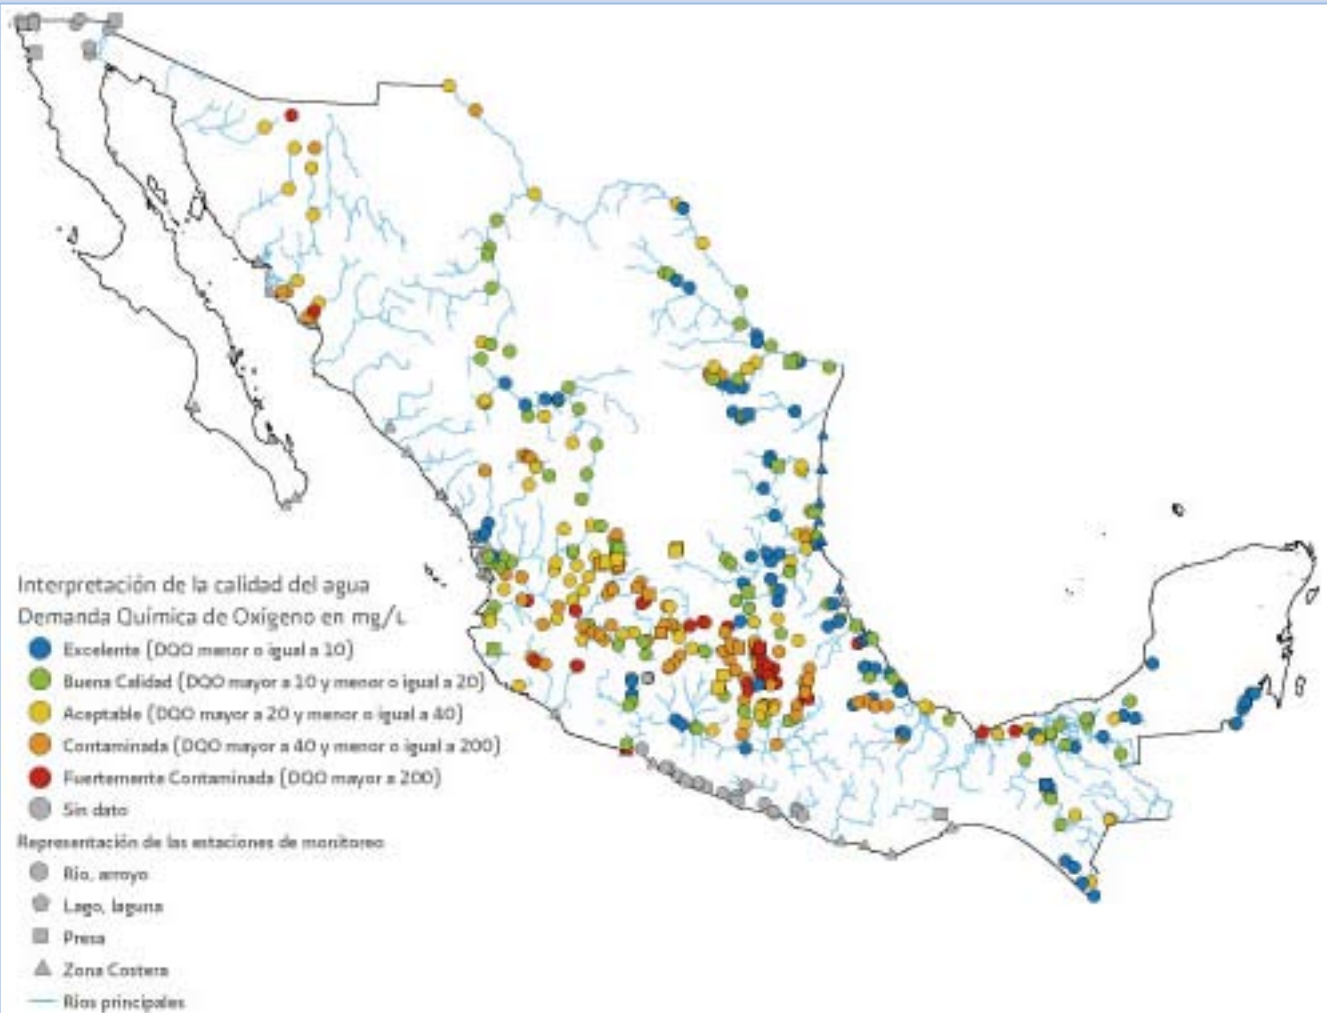 Interpretación de la calidad del agua
Demanda Química de Oxígeno en mg/L
Excelente (DQO menor o igual a 10)
Buena Calidad (DQO mayor a 10 y menor o igual a 20)
Aceptable (DQO mayor a 20 y menor o igual a 40)
Contaminada (DQO mayor a 40 y menor o igual a 200)
Fuertemente Contaminada (DQO mayor a 200)
Sin dato
Representación de las estaciones de monitoreo
Río, arroyo
Lago, laguna
Presa
Zona Costera
Ríos principales